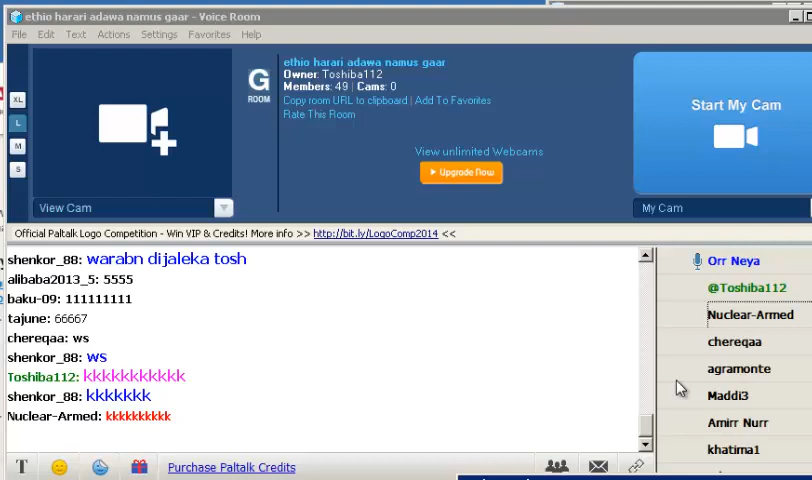 ethio harari adawa namus gaar - Voice Room
File Edit Text Actions Settings Favorites Help
XL
L
M
S
View Cam
G
ROOM
ethio harari adawa namus gaar
Owner: Toshiba112
Members: 49 | Cams: 0
Copy room URL to clipboard | Add To Favorites
Rate This Room
View unlimited Webcams
Upgrade Now
Start My Cam
My Cam
Official Paltalk Logo Competition - Win VIP & Credits! More info >> http://bit.ly/LogoComp2014 <<
shenkor_88: warabn dijaleka tosh
alibaba2013_5: 5555
baku-09: 111111111
tajune: 66667
chereqaa: ws
shenkor_88: ws
Toshiba112: kkkkkkkkkkk
shenkor_88: kkkkkkk
Nuclear-Armed: kkkkkkkkkk
Orr Neya
@Toshiba112
Nuclear-Armed
chereqaa
agramonte
Maddi3
Amirr Nurr
khatima1
T
Purchase Paltalk Credits